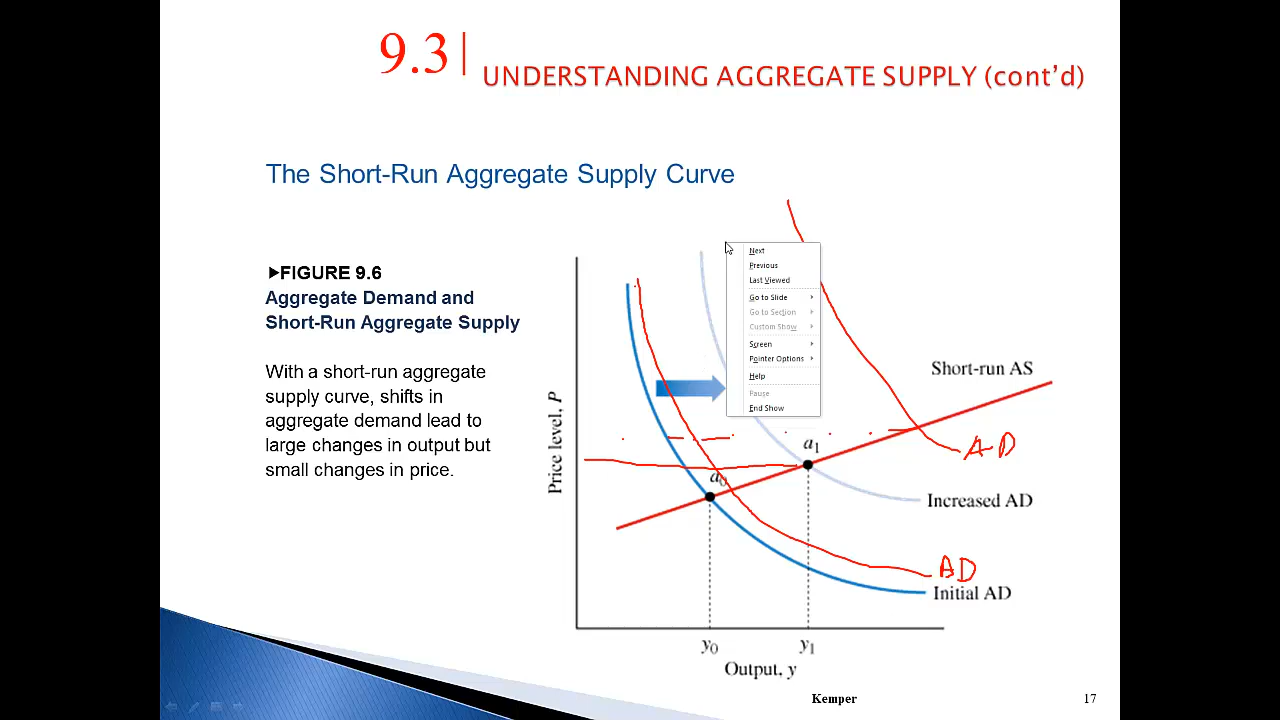 9.3| UNDERSTANDING AGGREGATE SUPPLY (cont'd)
The Short-Run Aggregate Supply Curve
▶FIGURE 9.6
Aggregate Demand and
Short-Run Aggregate Supply
With a short-run aggregate
supply curve, shifts in
aggregate demand lead to
large changes in output but
small changes in price.
Next
Previous
Last Viewed
Go to Slide
Go to Section
Custom Show
Screen
Pointer Options
Help
Pause
End Show
Price level, P
Short-run AS
a1
AD
a0
Increased AD
AD
Initial AD
y0
y1
Output, y
Kemper
17